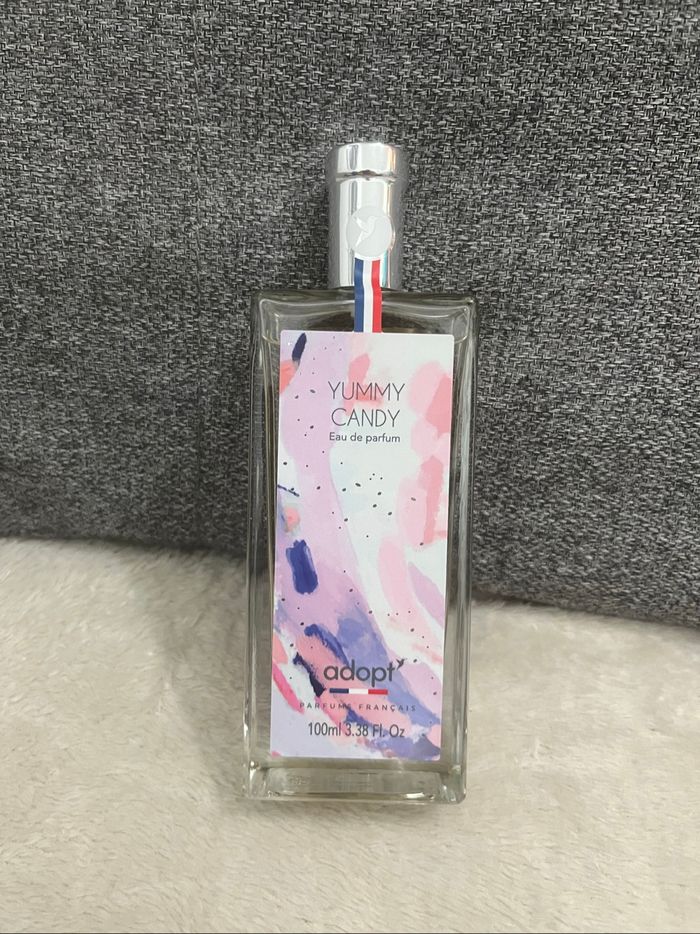 YUMMY
CANDY
Eau de parfum
adopt'
PARFUMS FRANÇAIS
100ml 3.38 Fl. Oz